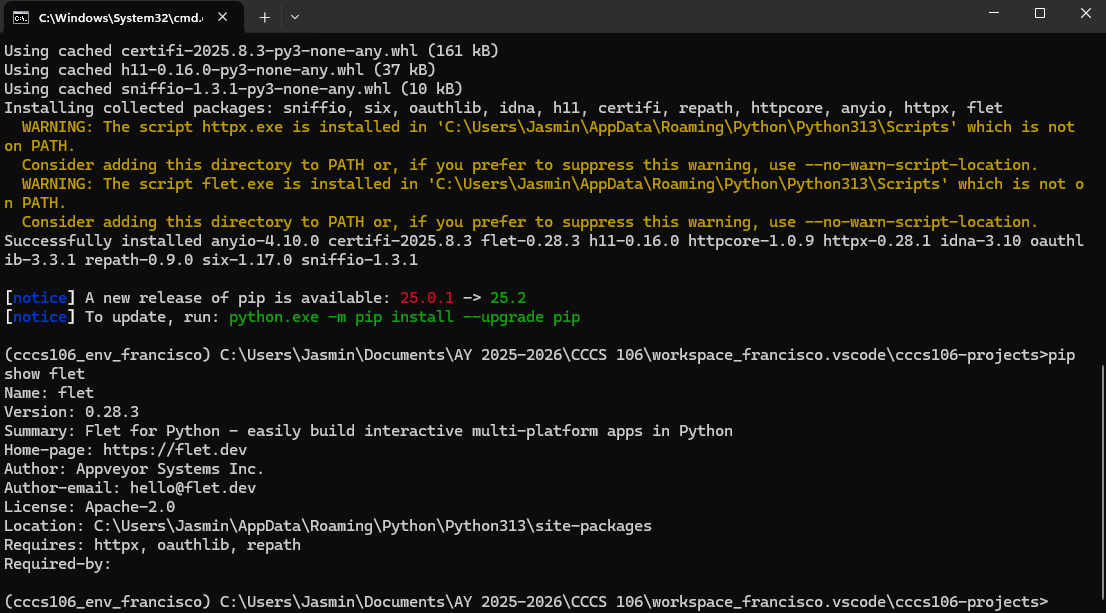 C:\Windows\System32\cmd.
Using cached certifi-2025.8.3-py3-none-any.whl (161 kB)
Using cached h11-0.16.0-py3-none-any.whl (37 kB)
Using cached sniffio-1.3.1-py3-none-any.whl (10 kB)
Installing collected packages: sniffio, six, oauthlib, idna, h11, certifi, repath, httpcore, anyio, httpx, flet
  WARNING: The script httpx.exe is installed in 'C:\Users\Jasmin\AppData\Roaming\Python\Python313\Scripts' which is not
on PATH.
  Consider adding this directory to PATH or, if you prefer to suppress this warning, use --no-warn-script-location.
  WARNING: The script flet.exe is installed in 'C:\Users\Jasmin\AppData\Roaming\Python\Python313\Scripts' which is not o
n PATH.
  Consider adding this directory to PATH or, if you prefer to suppress this warning, use --no-warn-script-location.
Successfully installed anyio-4.10.0 certifi-2025.8.3 flet-0.28.3 h11-0.16.0 httpcore-1.0.9 httpx-0.28.1 idna-3.10 oauthl
ib-3.3.1 repath-0.9.0 six-1.17.0 sniffio-1.3.1
[notice] A new release of pip is available: 25.0.1 -> 25.2
[notice] To update, run: python.exe -m pip install --upgrade pip
(cccs106_env_francisco) C:\Users\Jasmin\Documents\AY 2025-2026\CCCS 106\workspace_francisco.vscode\cccs106-projects>pip
show flet
Name: flet
Version: 0.28.3
Summary: Flet for Python - easily build interactive multi-platform apps in Python
Home-page: https://flet.dev
Author: Appveyor Systems Inc.
Author-email: hello@flet.dev
License: Apache-2.0
Location: C:\Users\Jasmin\AppData\Roaming\Python\Python313\site-packages
Requires: httpx, oauthlib, repath
Required-by:
(cccs106_env_francisco) C:\Users\Jasmin\Documents\AY 2025-2026\CCCS 106\workspace_francisco.vscode\cccs106-projects>